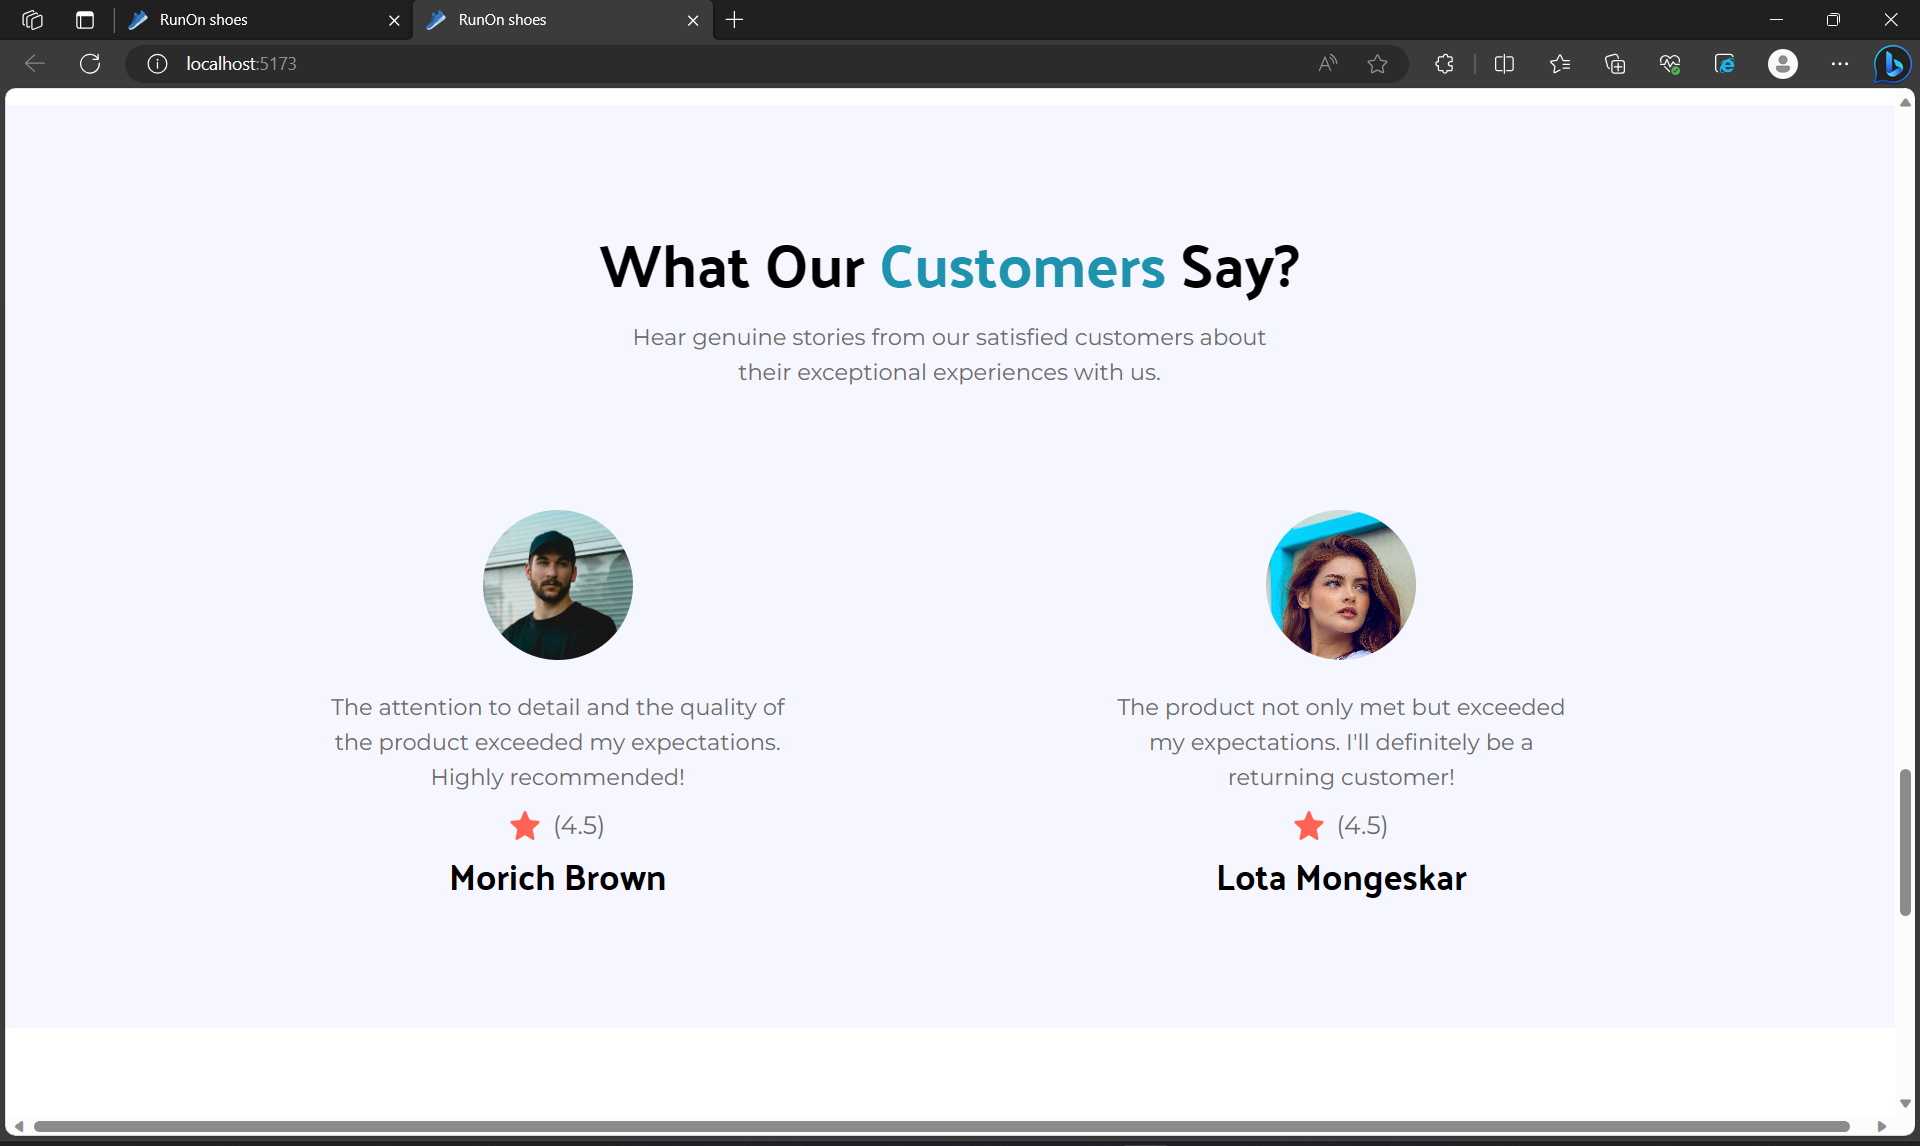 RunOn shoes
RunOn shoes
localhost:5173
What Our Customers Say?
Hear genuine stories from our satisfied customers about
their exceptional experiences with us.
The attention to detail and the quality of
the product exceeded my expectations.
Highly recommended!
(4.5)
Morich Brown
The product not only met but exceeded
my expectations. I'll definitely be a
returning customer!
(4.5)
Lota Mongeskar